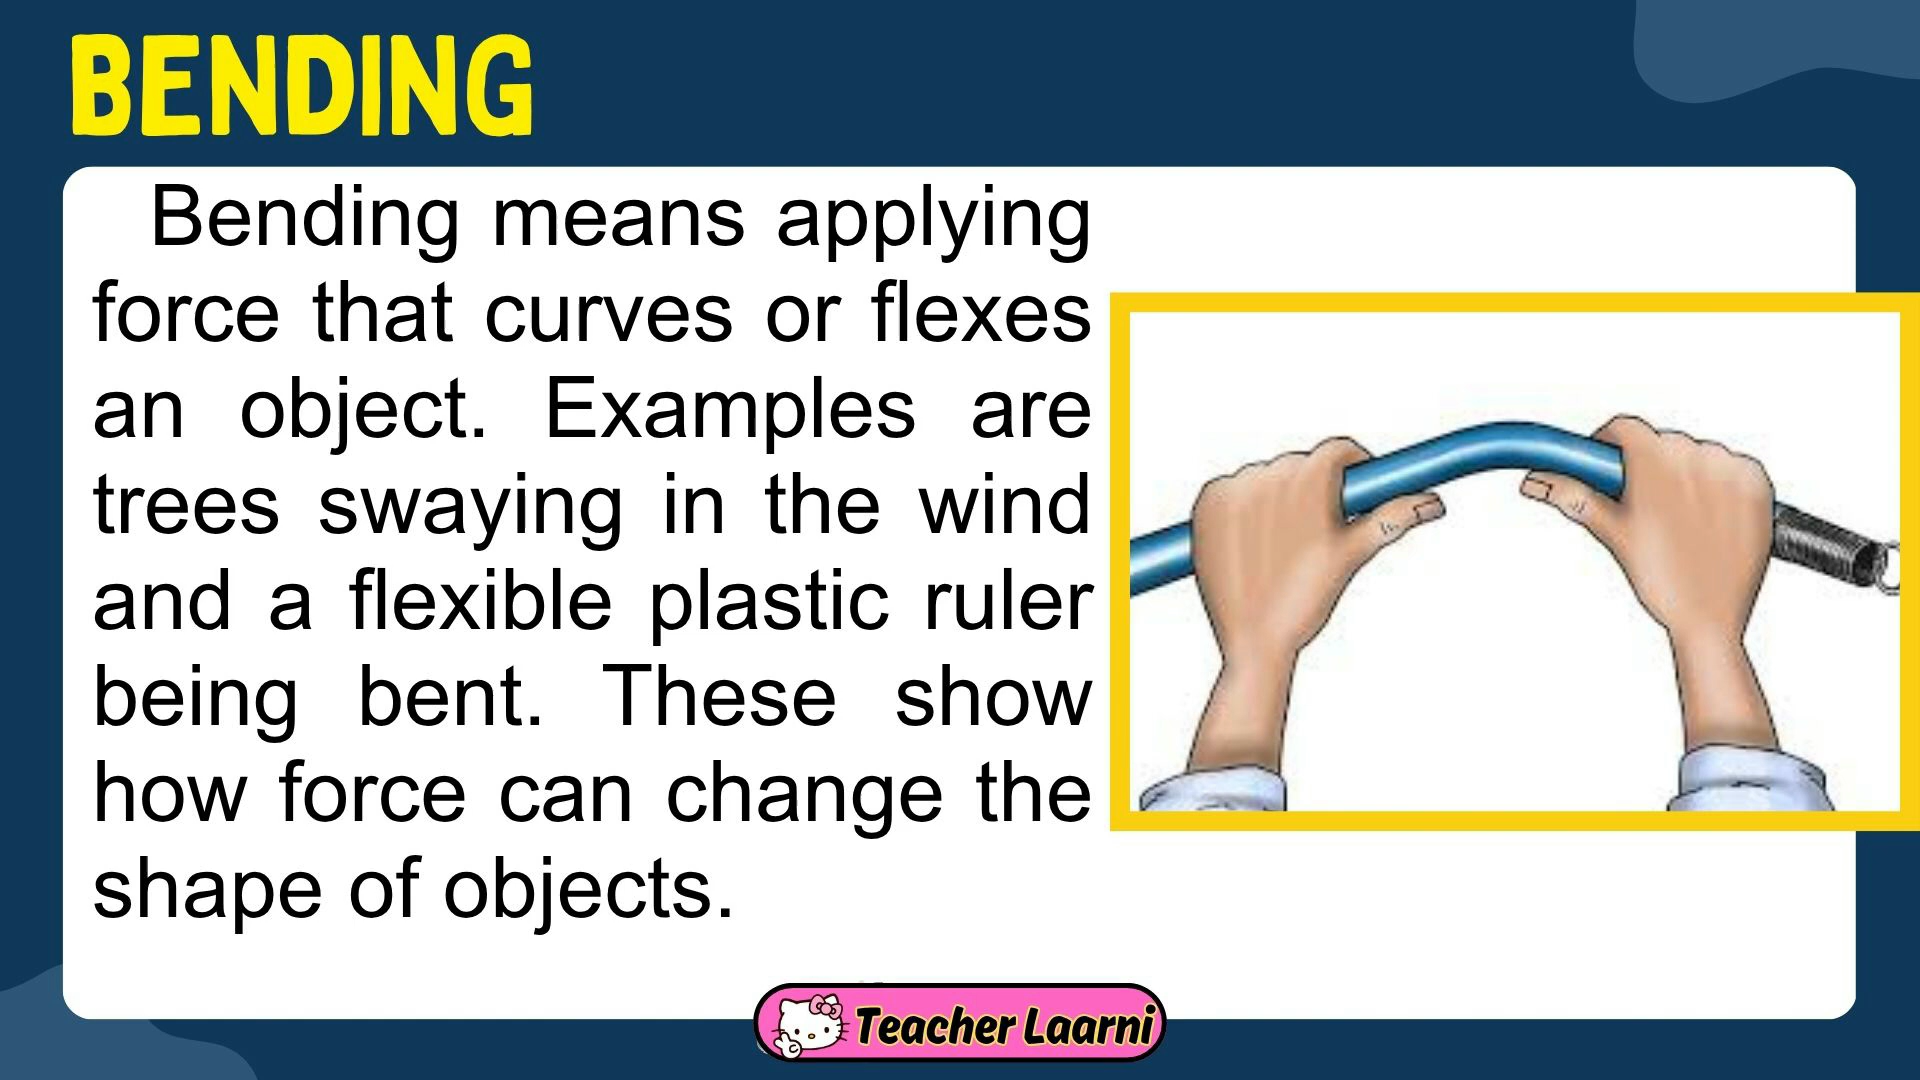 BENDING
Bending means applying
force that curves or flexes
an object. Examples are
trees swaying in the wind
and a flexible plastic ruler
being bent. These show
how force can change the
shape of objects.
Teacher Laarni